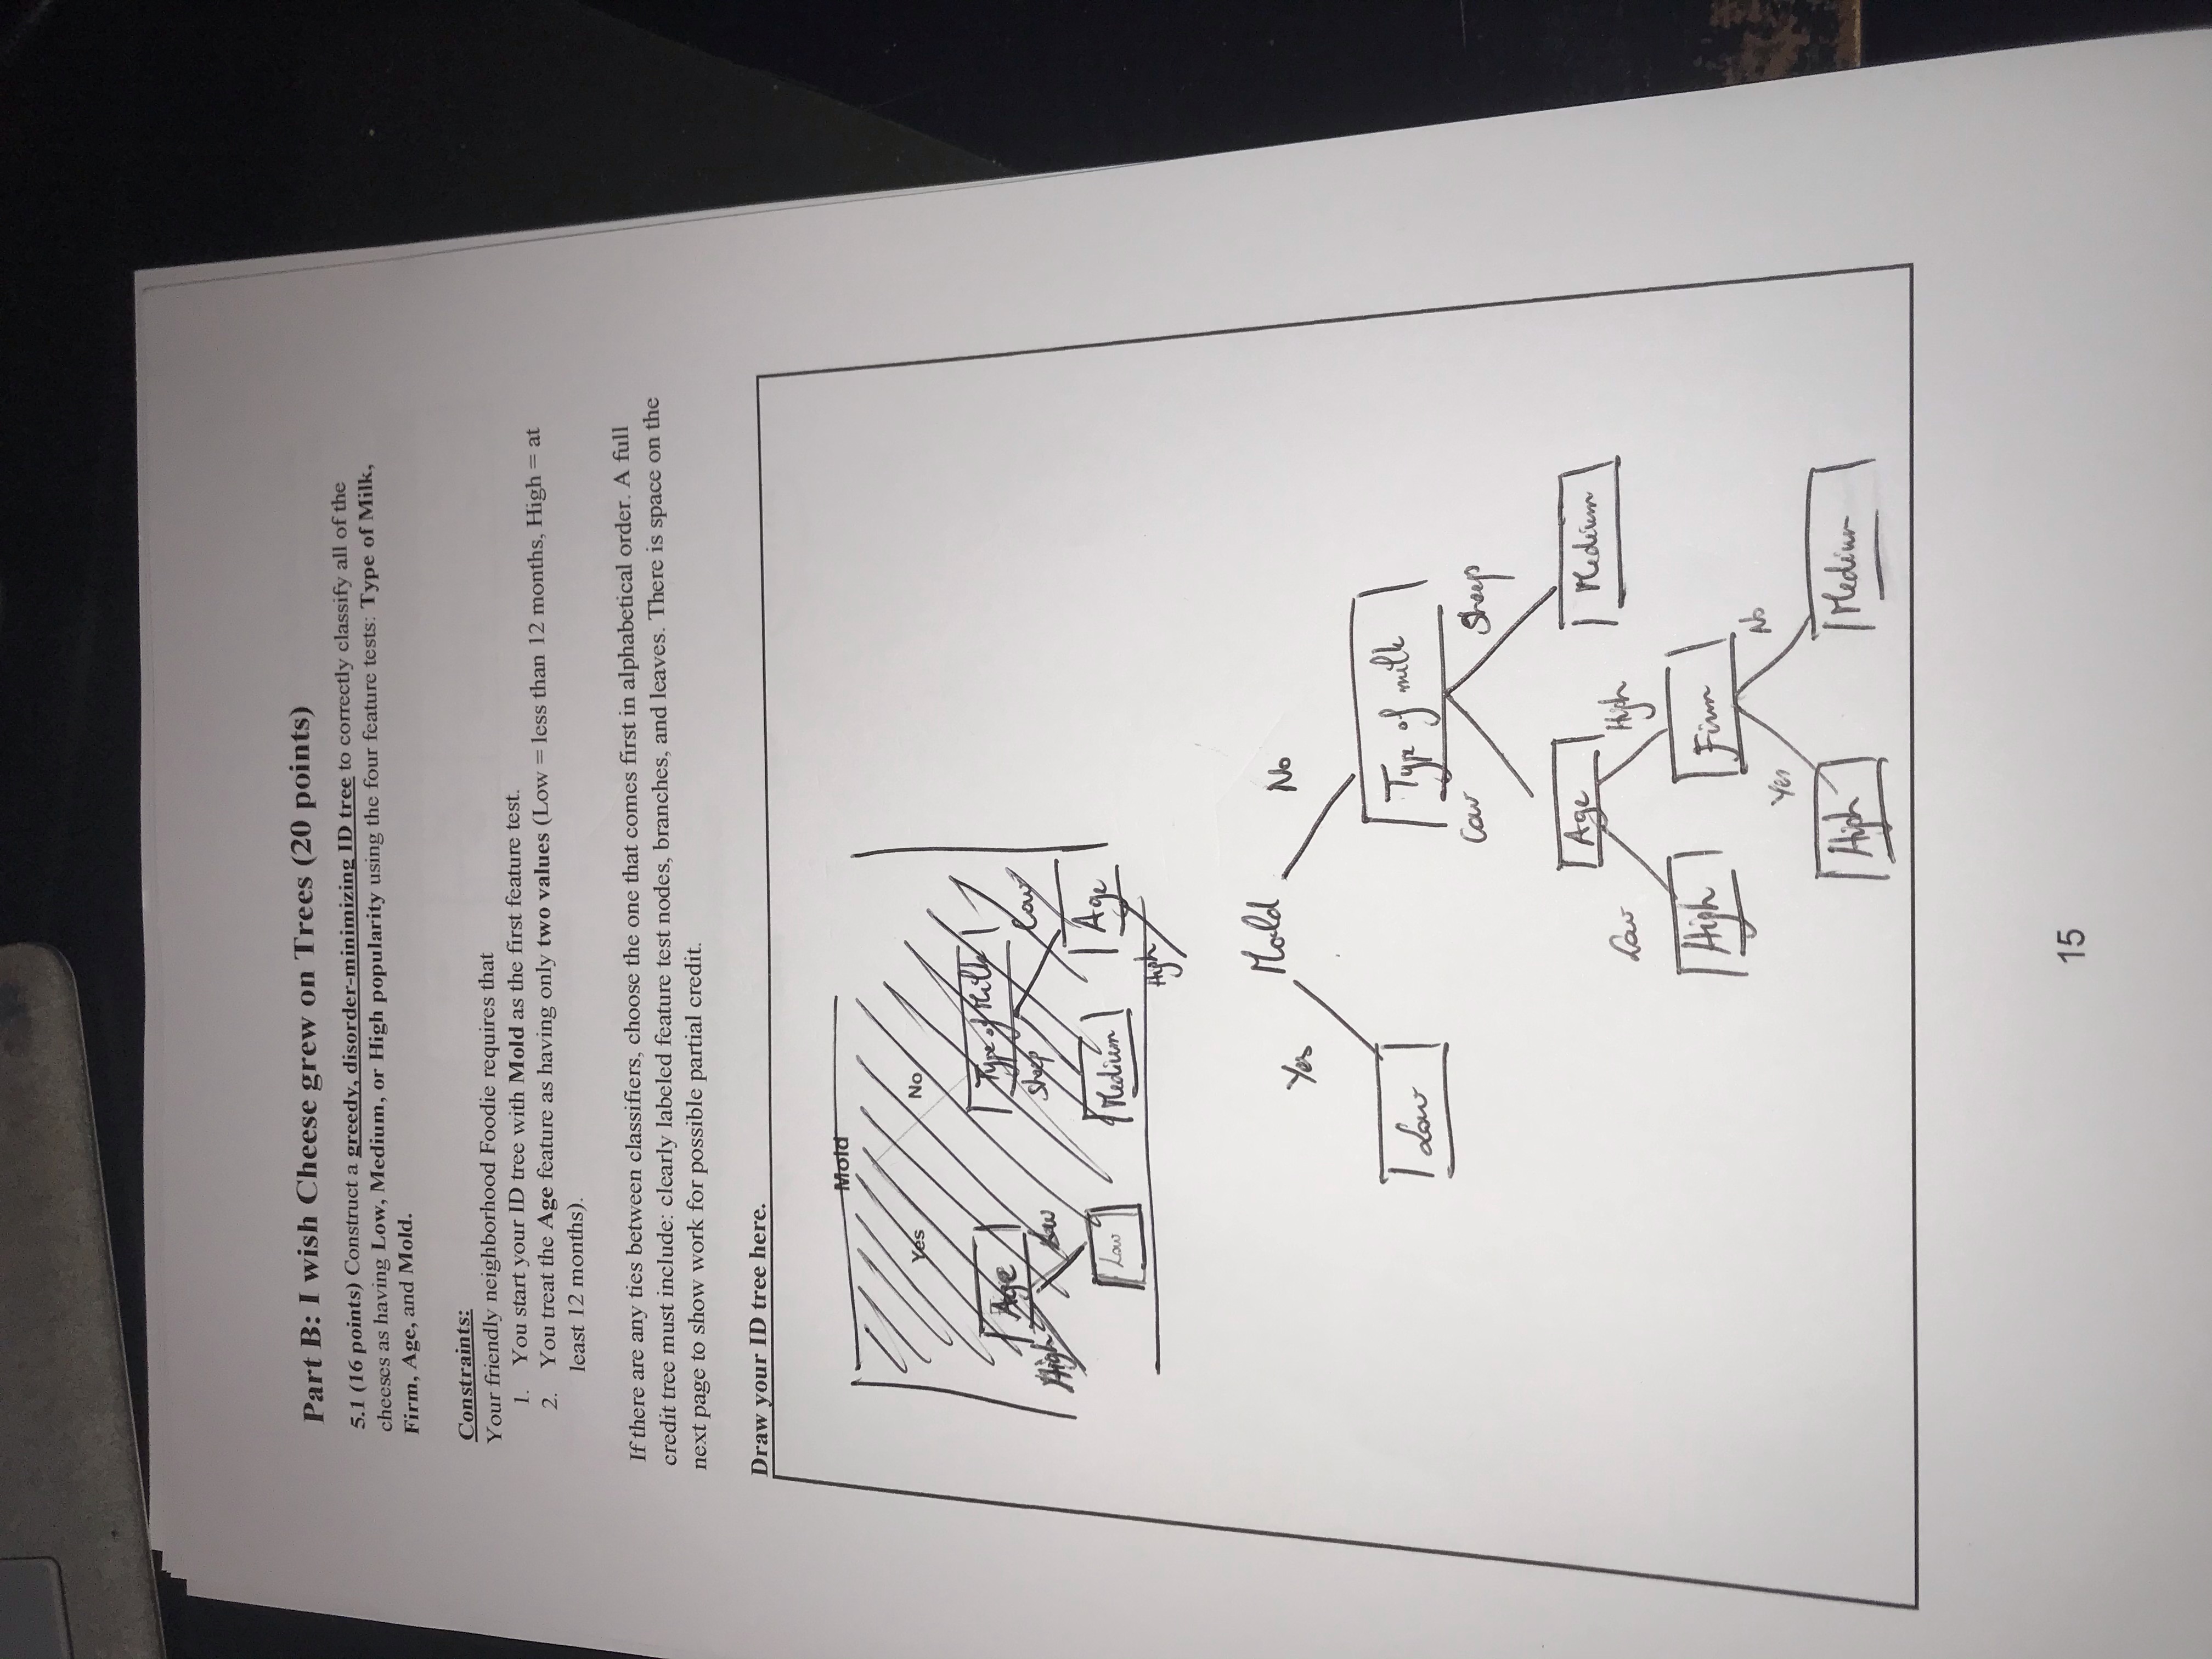 Part B: I wish Cheese grew on Trees (20 points)
5.1 (16 points) Construct a greedy, disorder-minimizing ID tree to correctly classify all of the
cheeses as having Low, Medium, or High popularity using the four feature tests: Type of Milk,
Firm, Age, and Mold.
Constraints:
Your friendly neighborhood Foodie requires that
1. You start your ID tree with Mold as the first feature test.
2. You treat the Age feature as having only two values (Low = less than 12 months, High = at
least 12 months).
If there are any ties between classifiers, choose the one that comes first in alphabetical order. A full
credit tree must include: clearly labeled feature test nodes, branches, and leaves. There is space on the
next page to show work for possible partial credit.
Draw your ID tree here.
Mold
Yes No
Age Type of Milk
High Low Sheep Cow
Low Medium Age
High
Mold
Yes No
Low Type of milk
Cow Sheep
Age Medium
Low High
High Firm
Yes No
High Medium
15